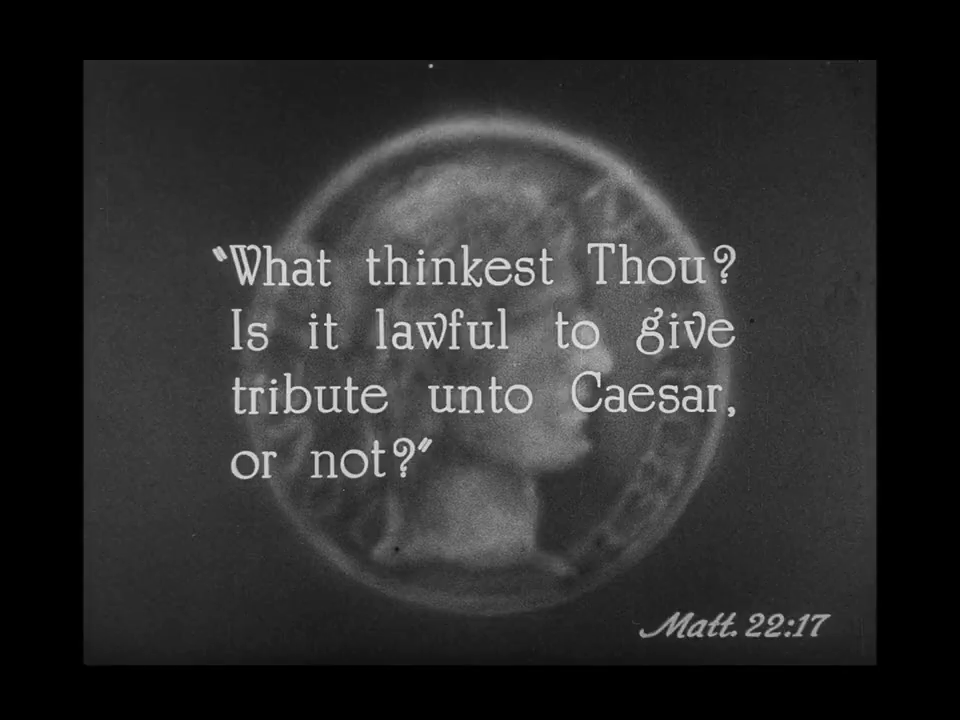 "What thinkest Thou?
Is it lawful to give
tribute unto Caesar,
or not?"
Matt. 22:17